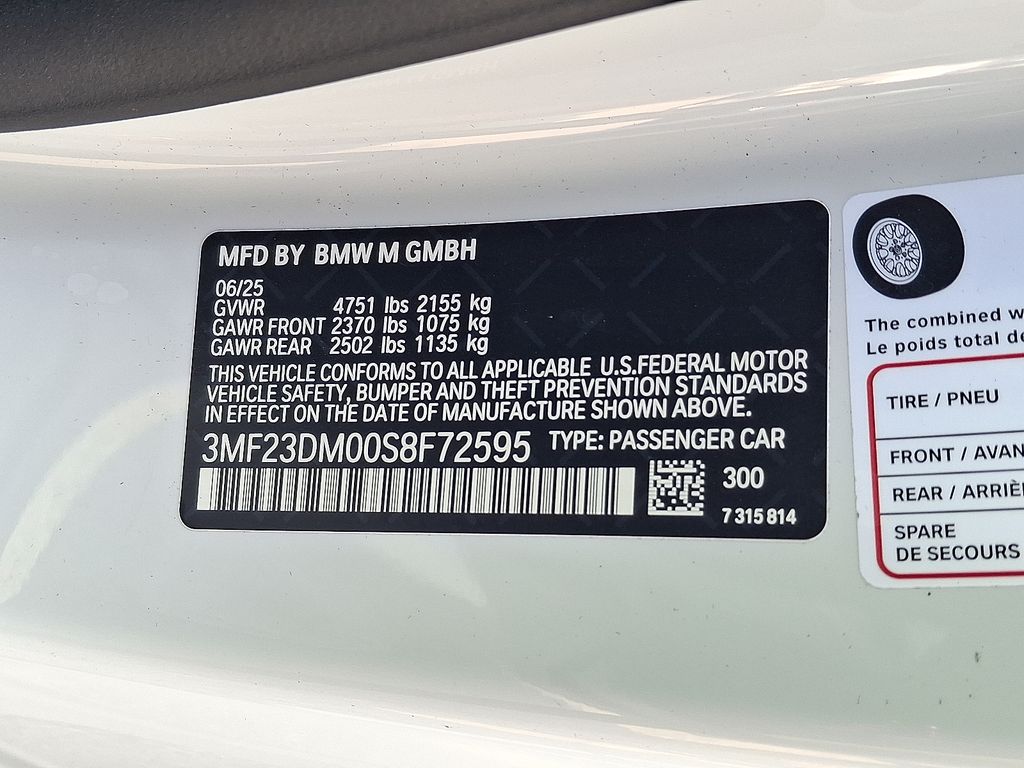 MFD BY BMW M GMBH
06/25
GVWR 4751 lbs 2155 kg
GAWR FRONT 2370 lbs 1075 kg
GAWR REAR 2502 lbs 1135 kg
THIS VEHICLE CONFORMS TO ALL APPLICABLE U.S.FEDERAL MOTOR
VEHICLE SAFETY, BUMPER AND THEFT PREVENTION STANDARDS
IN EFFECT ON THE DATE OF MANUFACTURE SHOWN ABOVE.
3MF23DM00S8F72595 TYPE: PASSENGER CAR
300
7 315 814
The combined w
Le poids total de
TIRE / PNEU
FRONT / AVAN
REAR / ARRIÈ
SPARE
DE SECOURS